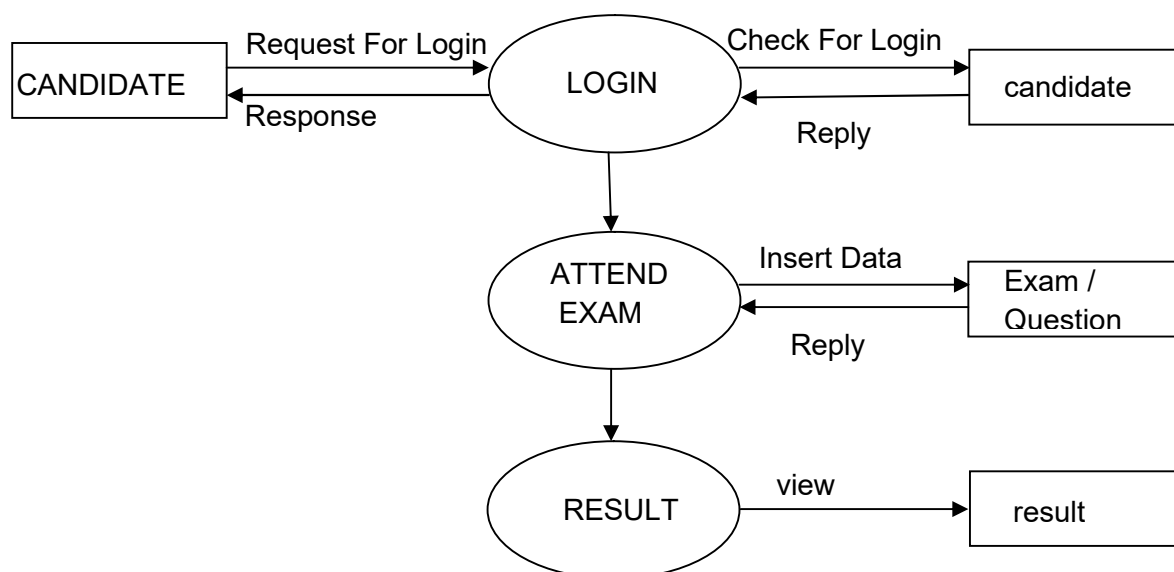 Request For Login
Check For Login
CANDIDATE
LOGIN
candidate
Response
Reply
ATTEND
EXAM
Insert Data
Exam /
Question
Reply
view
RESULT
result